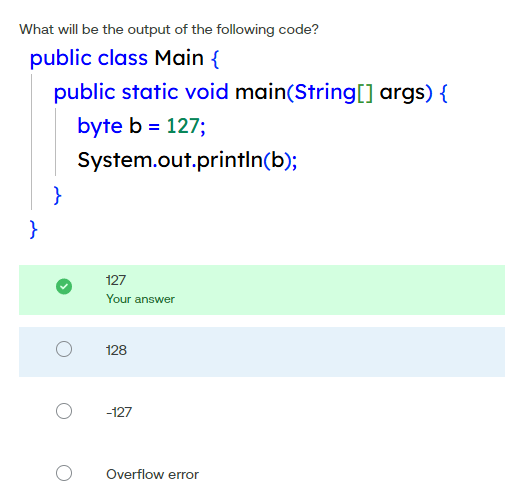 What will be the output of the following code?
public class Main {
public static void main(String[] args) {
byte b = 127;
System.out.println(b);
}
}
127
Your answer
128
-127
Overflow error